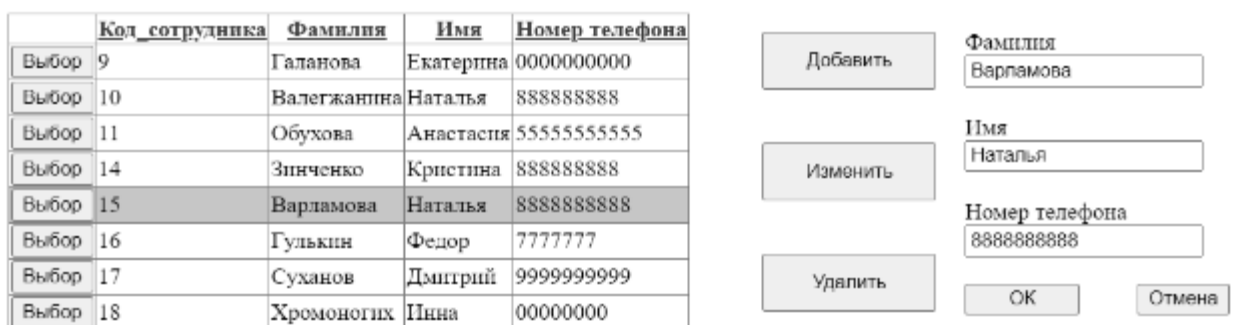 Код_сотрудника Фамилия Имя Номер телефона
Выбор 9 Галанова Екатерина 0000000000
Выбор 10 Валегжанина Наталья 888888888
Выбор 11 Обухова Анастасия 55555555555
Выбор 14 Зинченко Кристина 888888888
Выбор 15 Варламова Наталья 8888888888
Выбор 16 Гулькин Федор 7777777
Выбор 17 Суханов Дмитрий 9999999999
Выбор 18 Хромоногих Инна 00000000
Добавить
Изменить
Удалить
Фамилия
Варламова
Имя
Наталья
Номер телефона
8888888888
OK Отмена